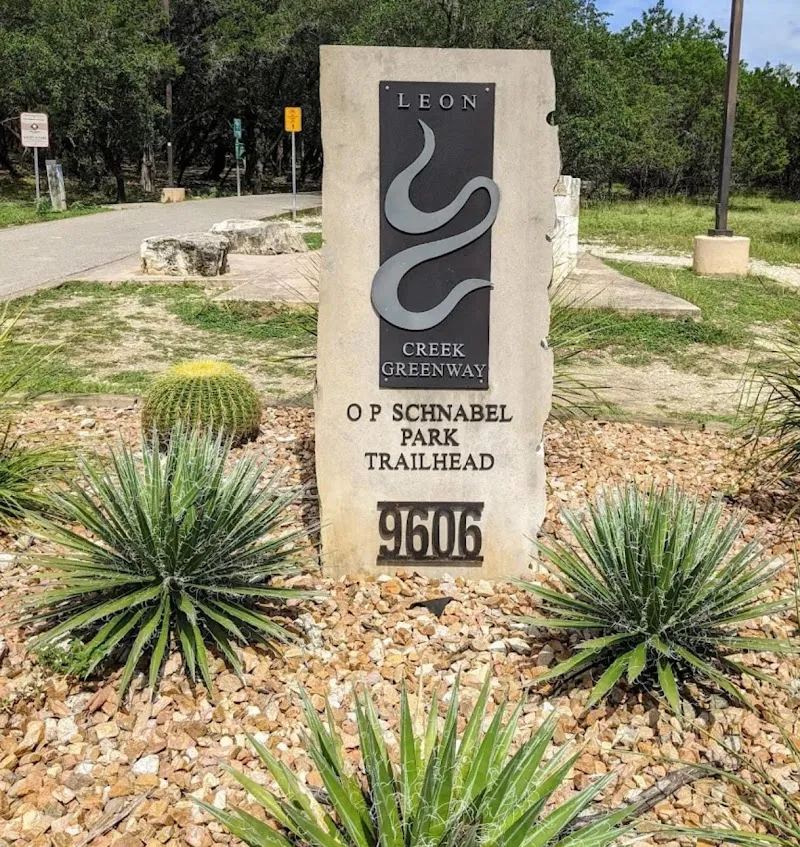 LEON
CREEK
GREENWAY
O P SCHNABEL
PARK
TRAILHEAD
9606